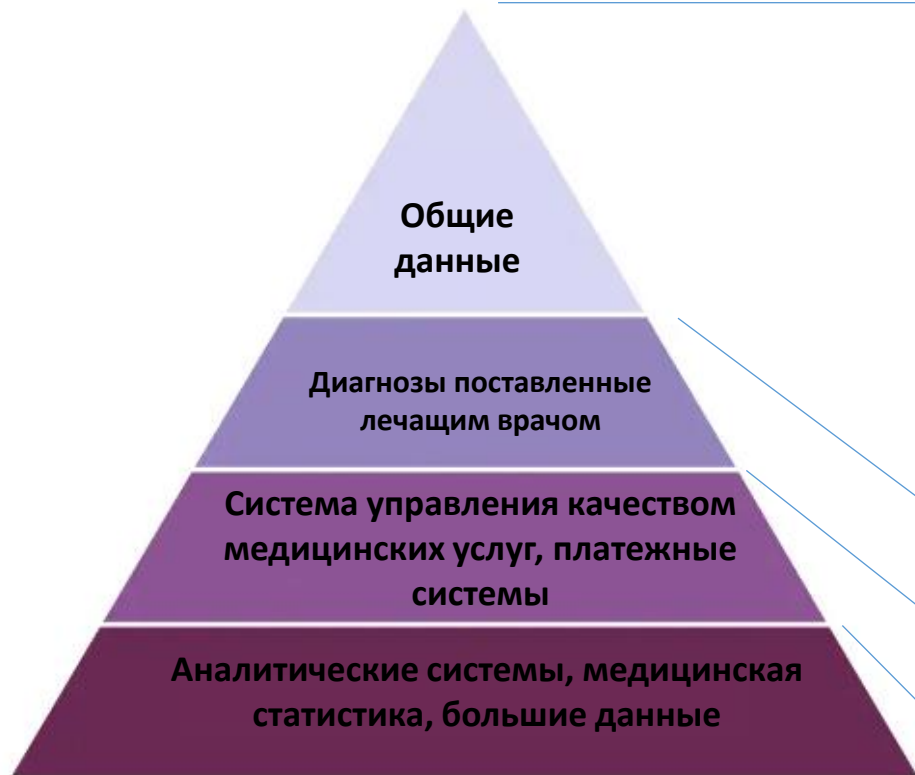 Общие
данные
Диагнозы поставленные
лечащим врачом
Система управления качеством
медицинских услуг, платежные
системы
Аналитические системы, медицинская
статистика, большие данные